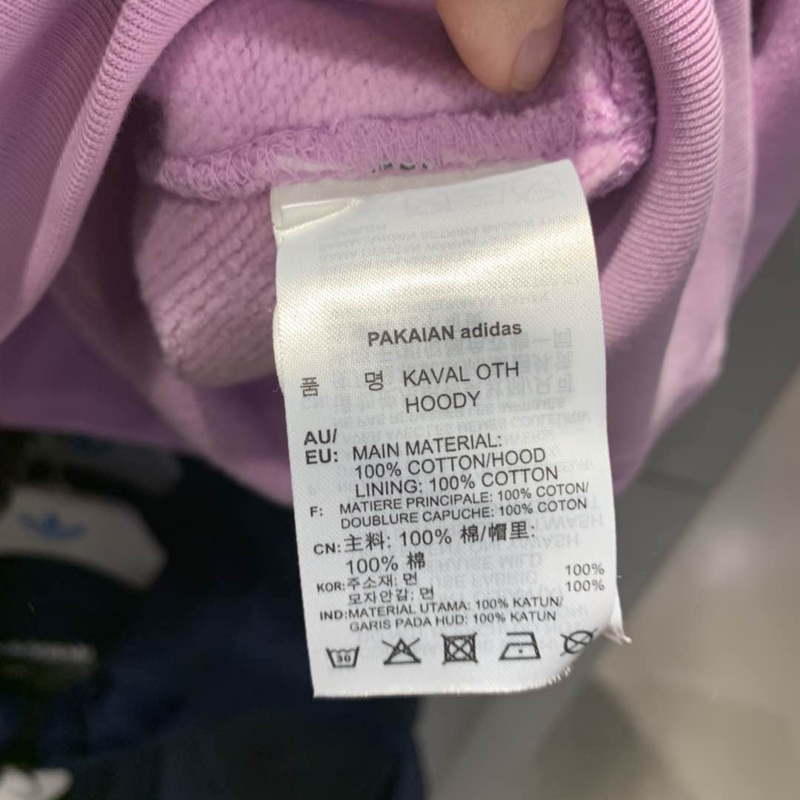 PAKAIAN adidas
품 명 KAVAL OTH
HOODY
AU/
EU: MAIN MATERIAL:
100% COTTON/HOOD
LINING: 100% COTTON
F: MATIERE PRINCIPALE: 100% COTON/
DOUBLURE CAPUCHE: 100% COTON
CN: 主料: 100% 棉/帽里:
100% 棉
KOR: 주소재: 면 100%
모자안감: 면 100%
IND: MATERIAL UTAMA: 100% KATUN/
GARIS PADA HUD: 100% KATUN
30